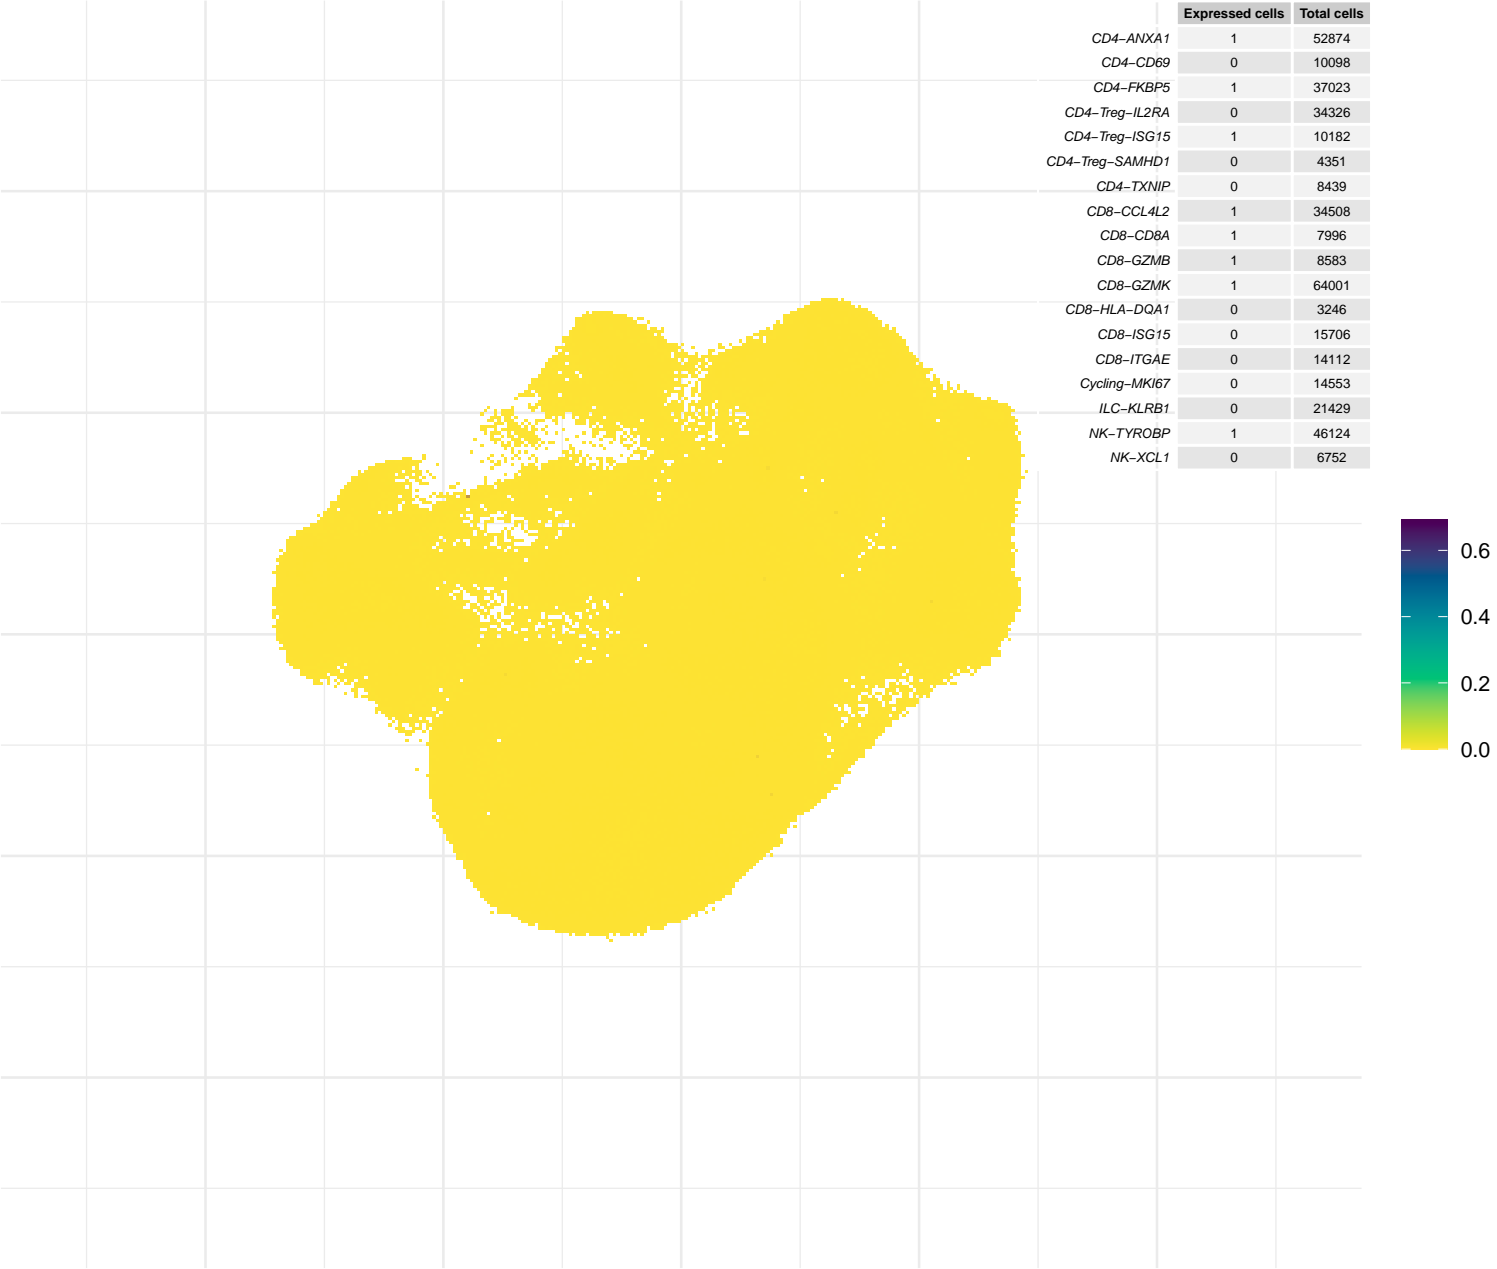 Expressed cells Total cells
CD4−ANXA1 1 52874
CD4−CD69 0 10098
CD4−FKBP5 1 37023
CD4−Treg−IL2RA 0 34326
CD4−Treg−ISG15 1 10182
CD4−Treg−SAMHD1 0 4351
CD4−TXNIP 0 8439
CD8−CCL4L2 1 34508
CD8−CD8A 1 7996
CD8−GZMB 1 8583
CD8−GZMK 1 64001
CD8−HLA−DQA1 0 3246
CD8−ISG15 0 15706
CD8−ITGAE 0 14112
Cycling−MKI67 0 14553
ILC−KLRB1 0 21429
NK−TYROBP 1 46124
NK−XCL1 0 6752
0.6
0.4
0.2
0.0